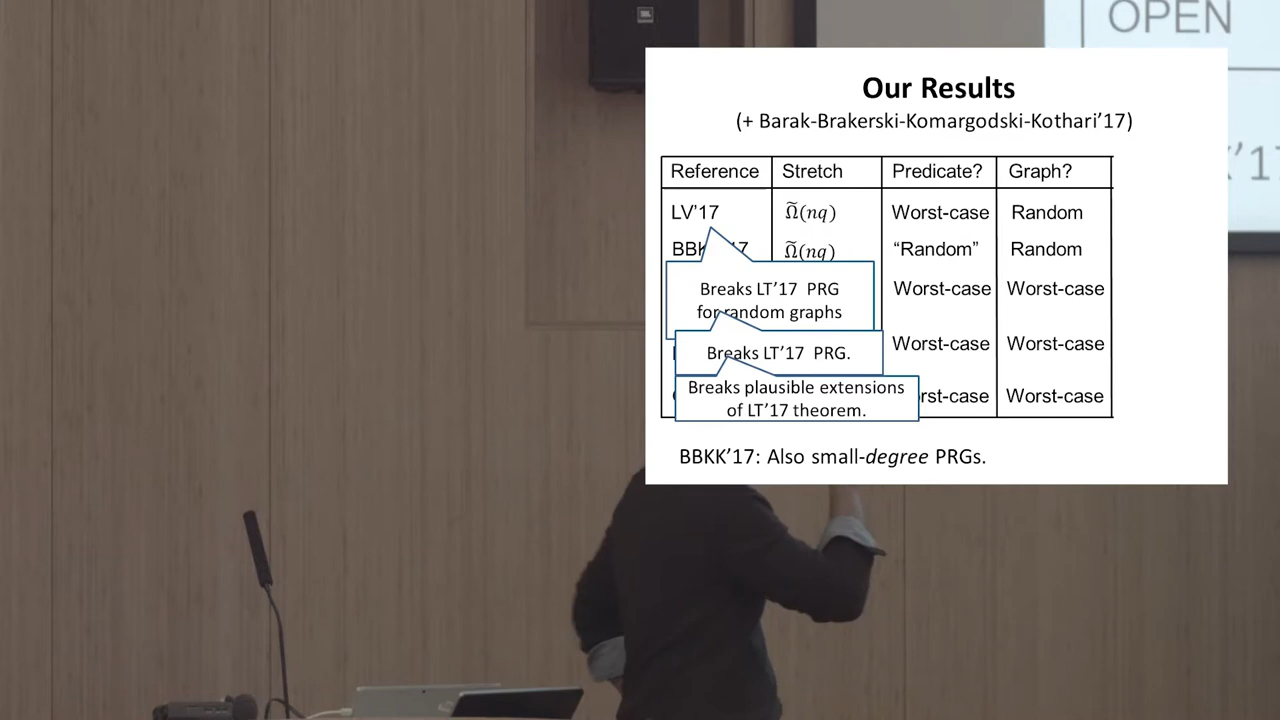 OPEN
’17
Our Results
(+ Barak-Brakerski-Komargodski-Kothari’17)
Reference Stretch Predicate? Graph?
LV’17 Ω̃(nq) Worst-case Random
Ω̃(nq) “Random” Random
Worst-case Worst-case
Breaks LT’17 PRG
for random graphs
Worst-case Worst-case
Breaks LT’17 PRG.
Worst-case
Breaks plausible extensions
of LT’17 theorem.
BBKK’17: Also small-degree PRGs.
JBL